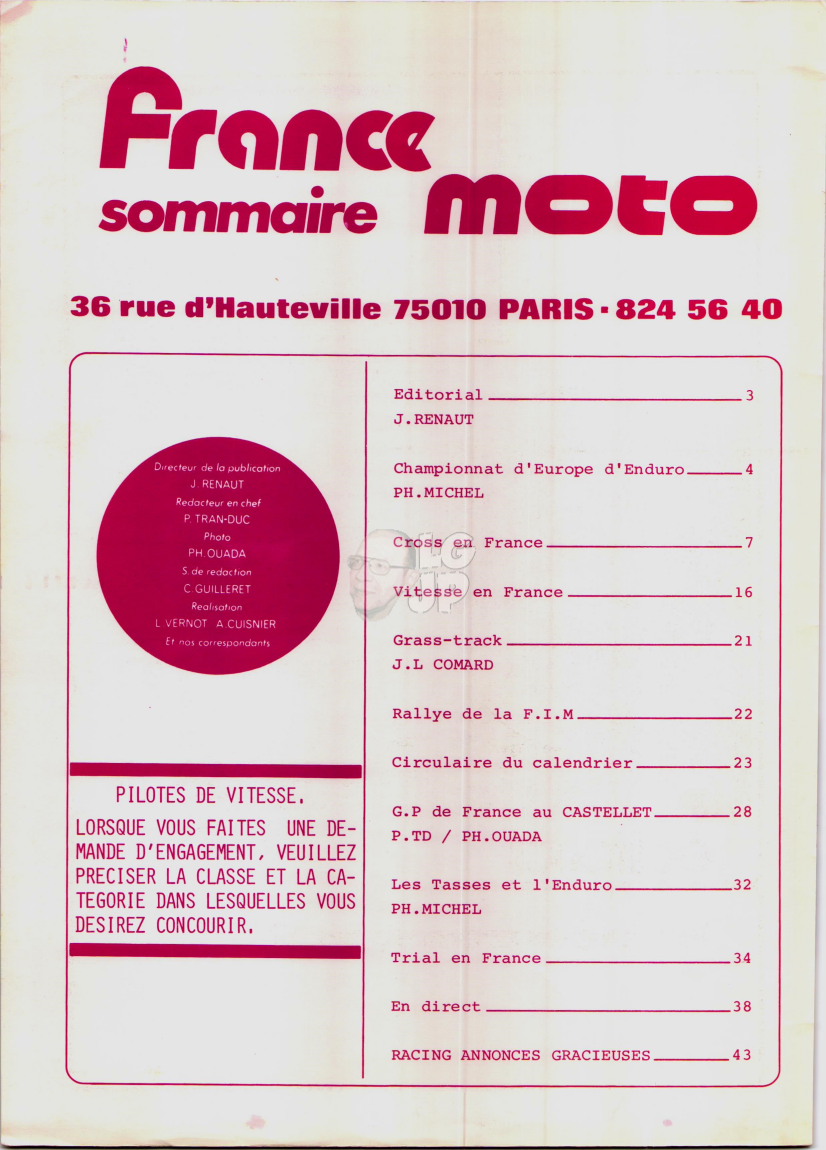 France
sommaire moto
36 rue d'Hauteville 75010 PARIS · 824 56 40
Directeur de la publication
J. RENAUT
Redacteur en chef
P. TRAN-DUC
Photo
PH.OUADA
S. de redaction
C. GUILLERET
Realisation
L. VERNOT A. CUISNIER
Et nos correspondants
PILOTES DE VITESSE.
LORSQUE VOUS FAITES UNE DE-
MANDE D'ENGAGEMENT, VEUILLEZ
PRECISER LA CLASSE ET LA CA-
TEGORIE DANS LESQUELLES VOUS
DESIREZ CONCOURIR.
Editorial 3
J.RENAUT
Championnat d'Europe d'Enduro 4
PH.MICHEL
Cross en France 7
Vitesse en France 16
Grass-track 21
J.L COMARD
Rallye de la F.I.M 22
Circulaire du calendrier 23
G.P de France au CASTELLET 28
P.TD / PH.OUADA
Les Tasses et l'Enduro 32
PH.MICHEL
Trial en France 34
En direct 38
RACING ANNONCES GRACIEUSES 43
LG
UP